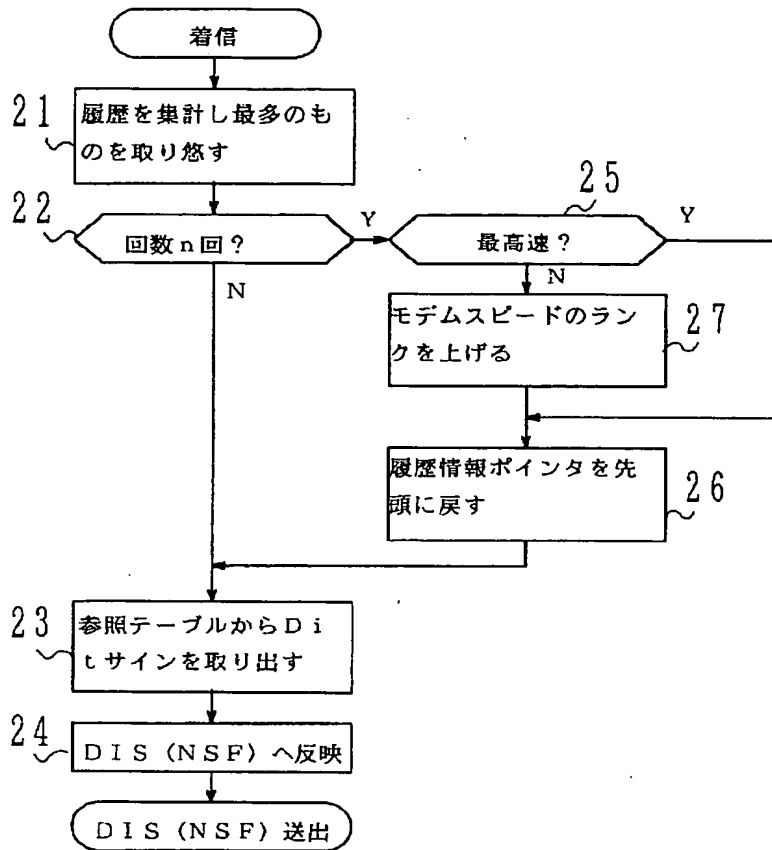 着信
21
履歴を集計し最多のも
のを取り悠す
22
回数n回?
Y
N
25
最高速?
Y
N
モデムスピードのラン
クを上げる
27
履歴情報ポインタを先
頭に戻す
26
23
参照テーブルからDi
tサインを取り出す
24
DIS(NSF)へ反映
DIS(NSF)送出